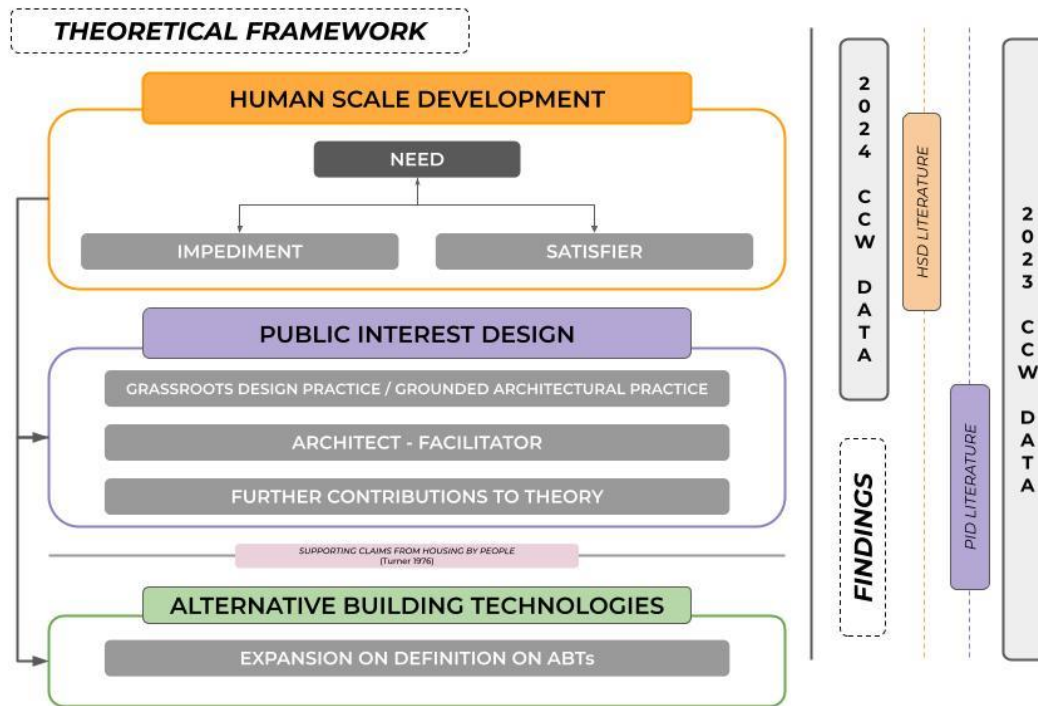 THEORETICAL FRAMEWORK
HUMAN SCALE DEVELOPMENT
NEED
IMPEDIMENT
SATISFIER
PUBLIC INTEREST DESIGN
GRASSROOTS DESIGN PRACTICE / GROUNDED ARCHITECTURAL PRACTICE
ARCHITECT - FACILITATOR
FURTHER CONTRIBUTIONS TO THEORY
SUPPORTING CLAIMS FROM HOUSING BY PEOPLE
(Turner 1976)
ALTERNATIVE BUILDING TECHNOLOGIES
EXPANSION ON DEFINITION ON ABTs
2024 CCW DATA
FINDINGS
HSD LITERATURE
PID LITERATURE
2023 CCW DATA